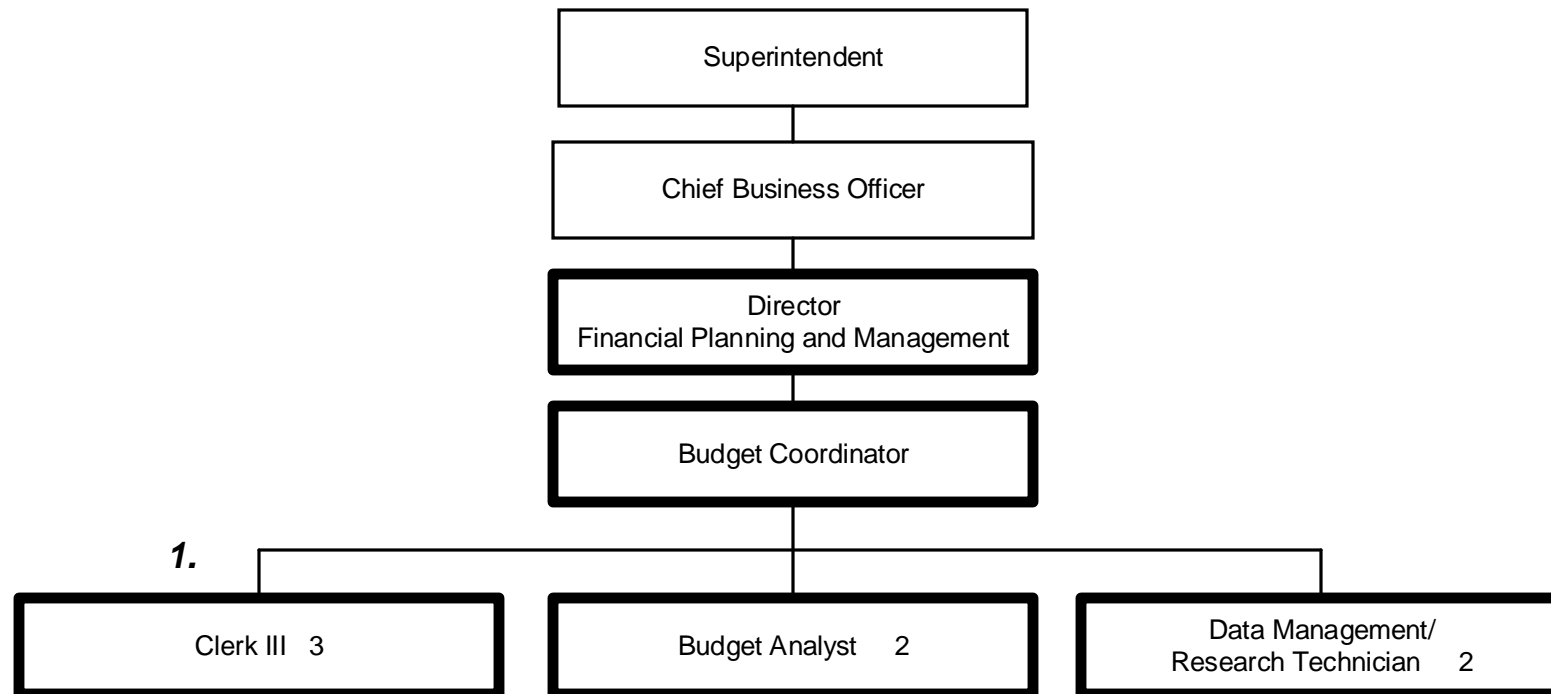 Superintendent
Chief Business Officer
Director
Financial Planning and Management
Budget Coordinator
1.
Clerk III 3
Budget Analyst 2
Data Management/
Research Technician 2